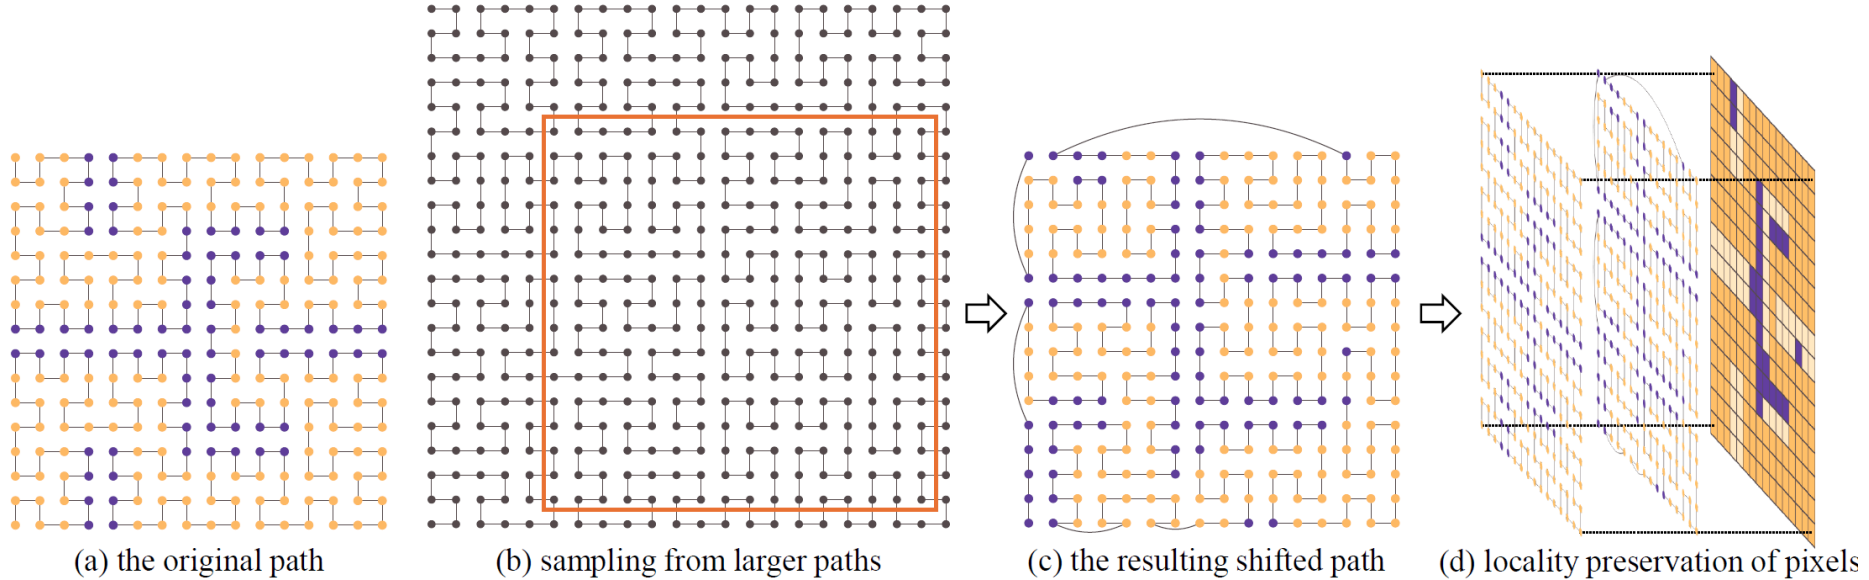 (a) the original path
(b) sampling from larger paths
(c) the resulting shifted path
(d) locality preservation of pixels